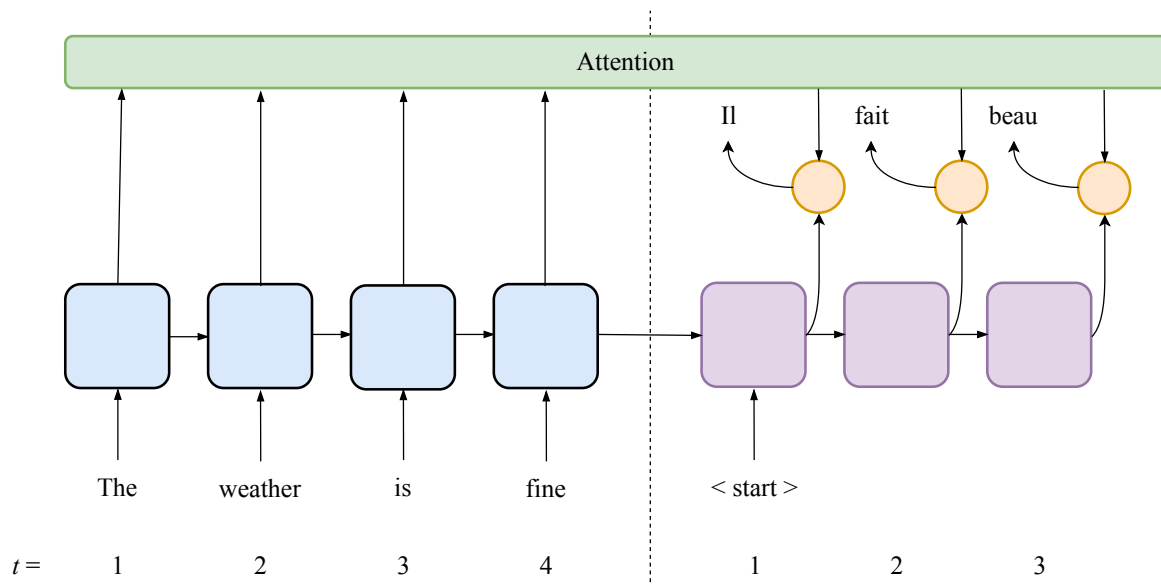 Attention
Il fait beau
The weather is fine < start >
t = 1 2 3 4 1 2 3